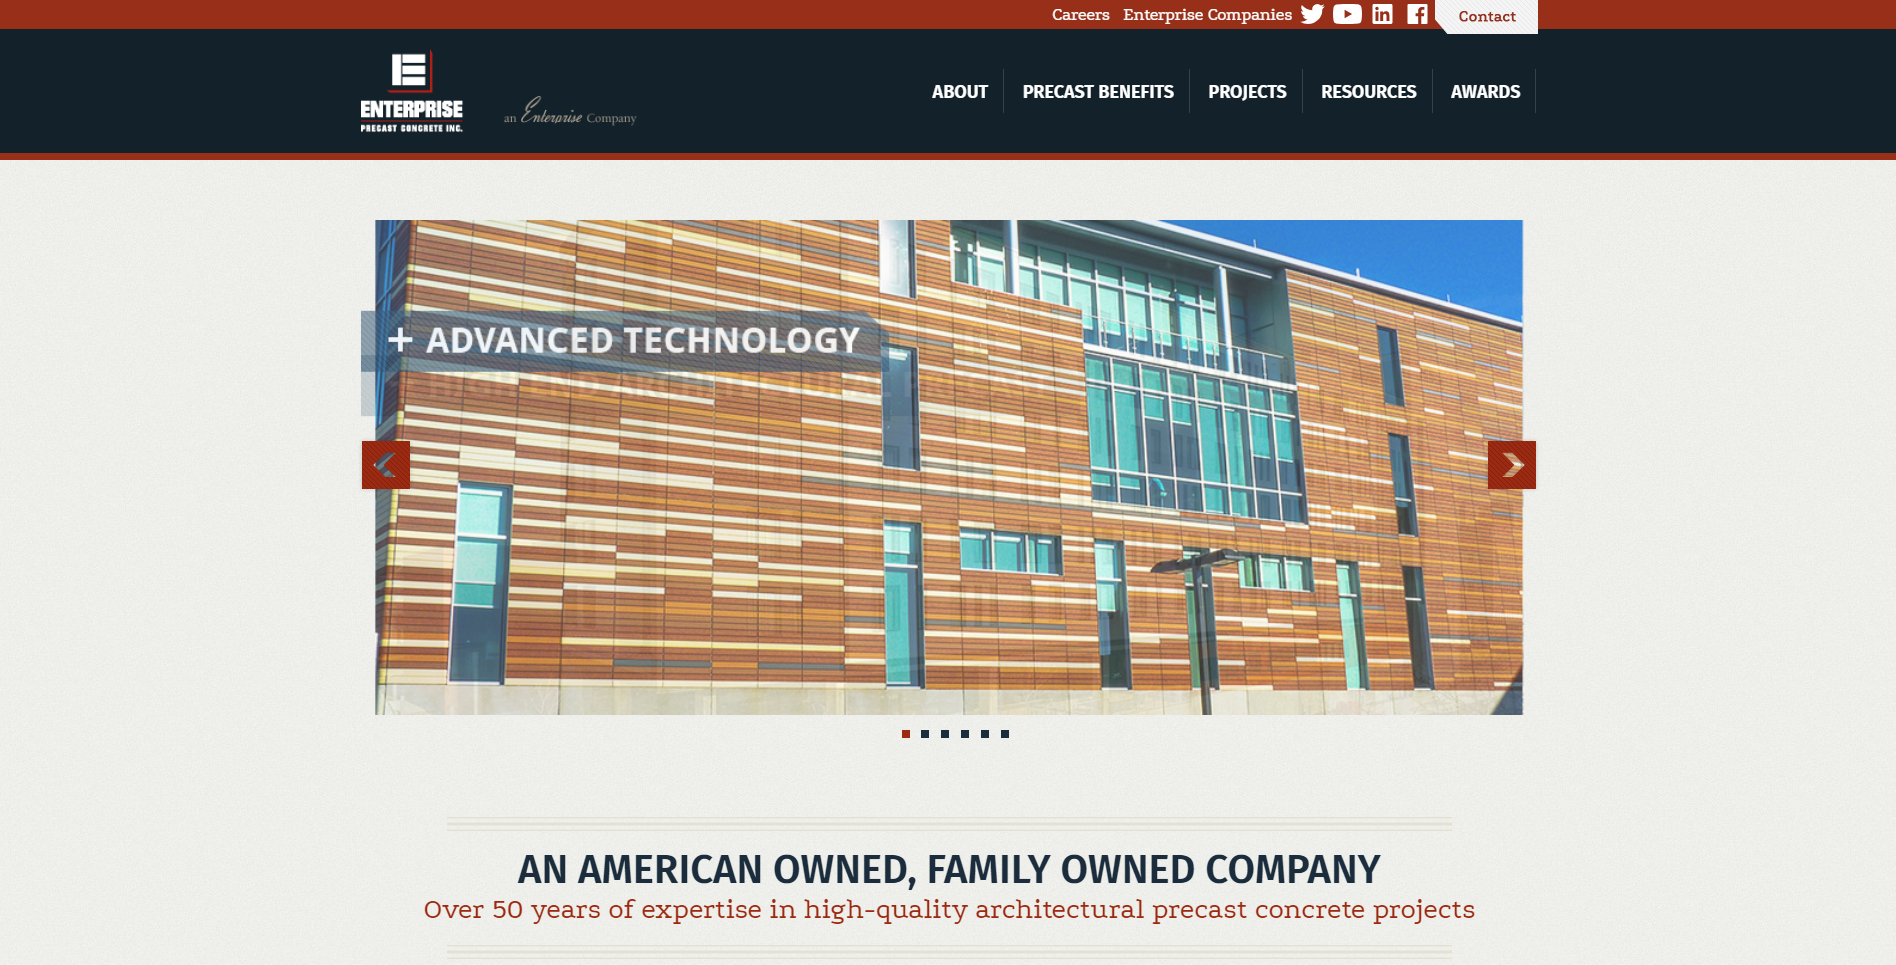 Careers Enterprise Companies Contact
ENTERPRISE
PRECAST CONCRETE INC.
an Enterprise Company
ABOUT PRECAST BENEFITS PROJECTS RESOURCES AWARDS
+ ADVANCED TECHNOLOGY
AN AMERICAN OWNED, FAMILY OWNED COMPANY
Over 50 years of expertise in high-quality architectural precast concrete projects